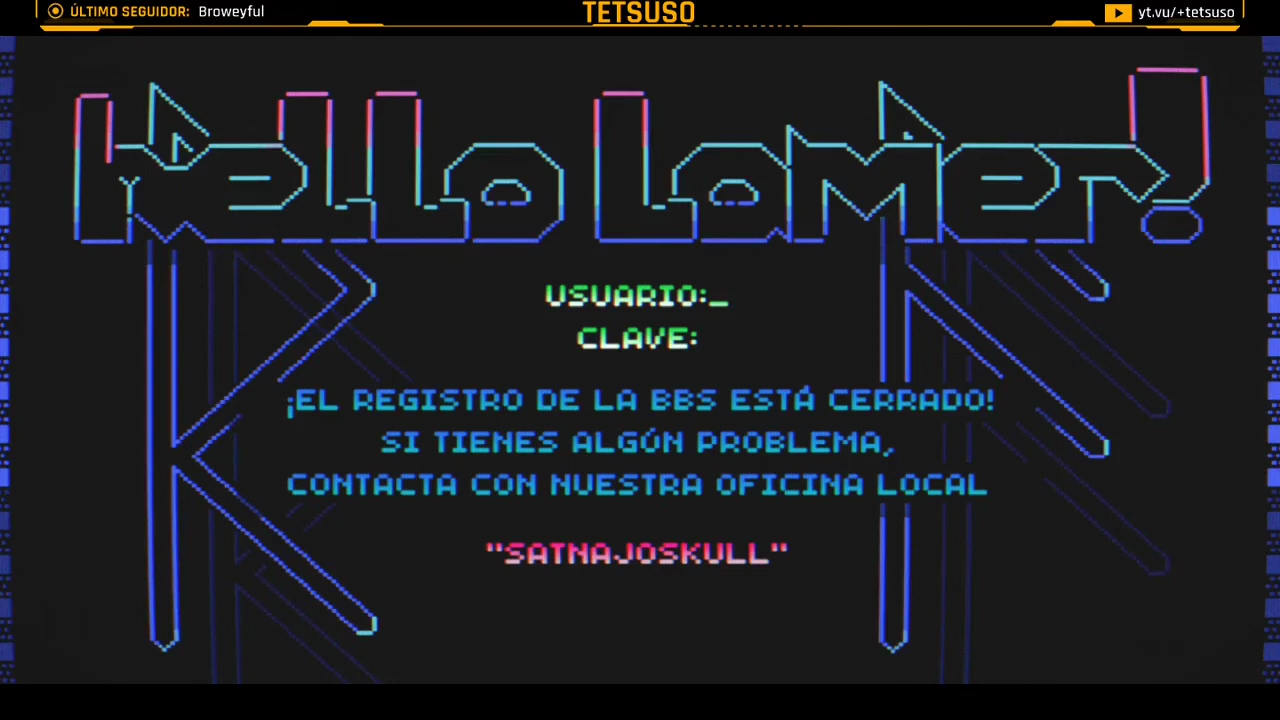 ÚLTIMO SEGUIDOR: Broweyful
TETSUSO
yt.vu/+tetsuso
Hello Lamer!
USUARIO:_
CLAVE:
¡EL REGISTRO DE LA BBS ESTÁ CERRADO!
SI TIENES ALGÚN PROBLEMA,
CONTACTA CON NUESTRA OFICINA LOCAL
"SATNAJOSKULL"